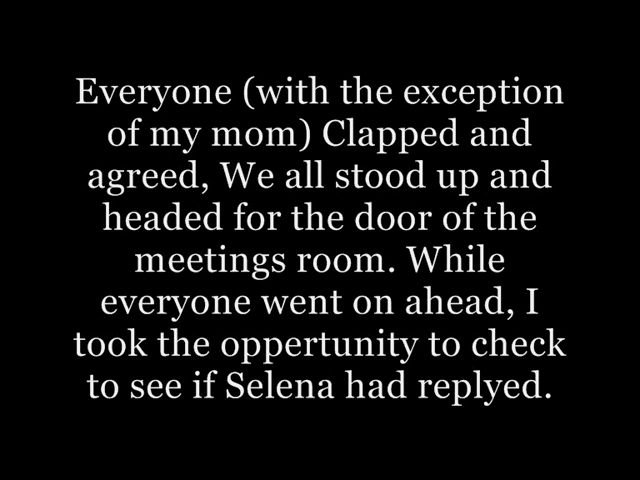 Everyone (with the exception
of my mom) Clapped and
agreed, We all stood up and
headed for the door of the
meetings room. While
everyone went on ahead, I
took the oppertunity to check
to see if Selena had replyed.